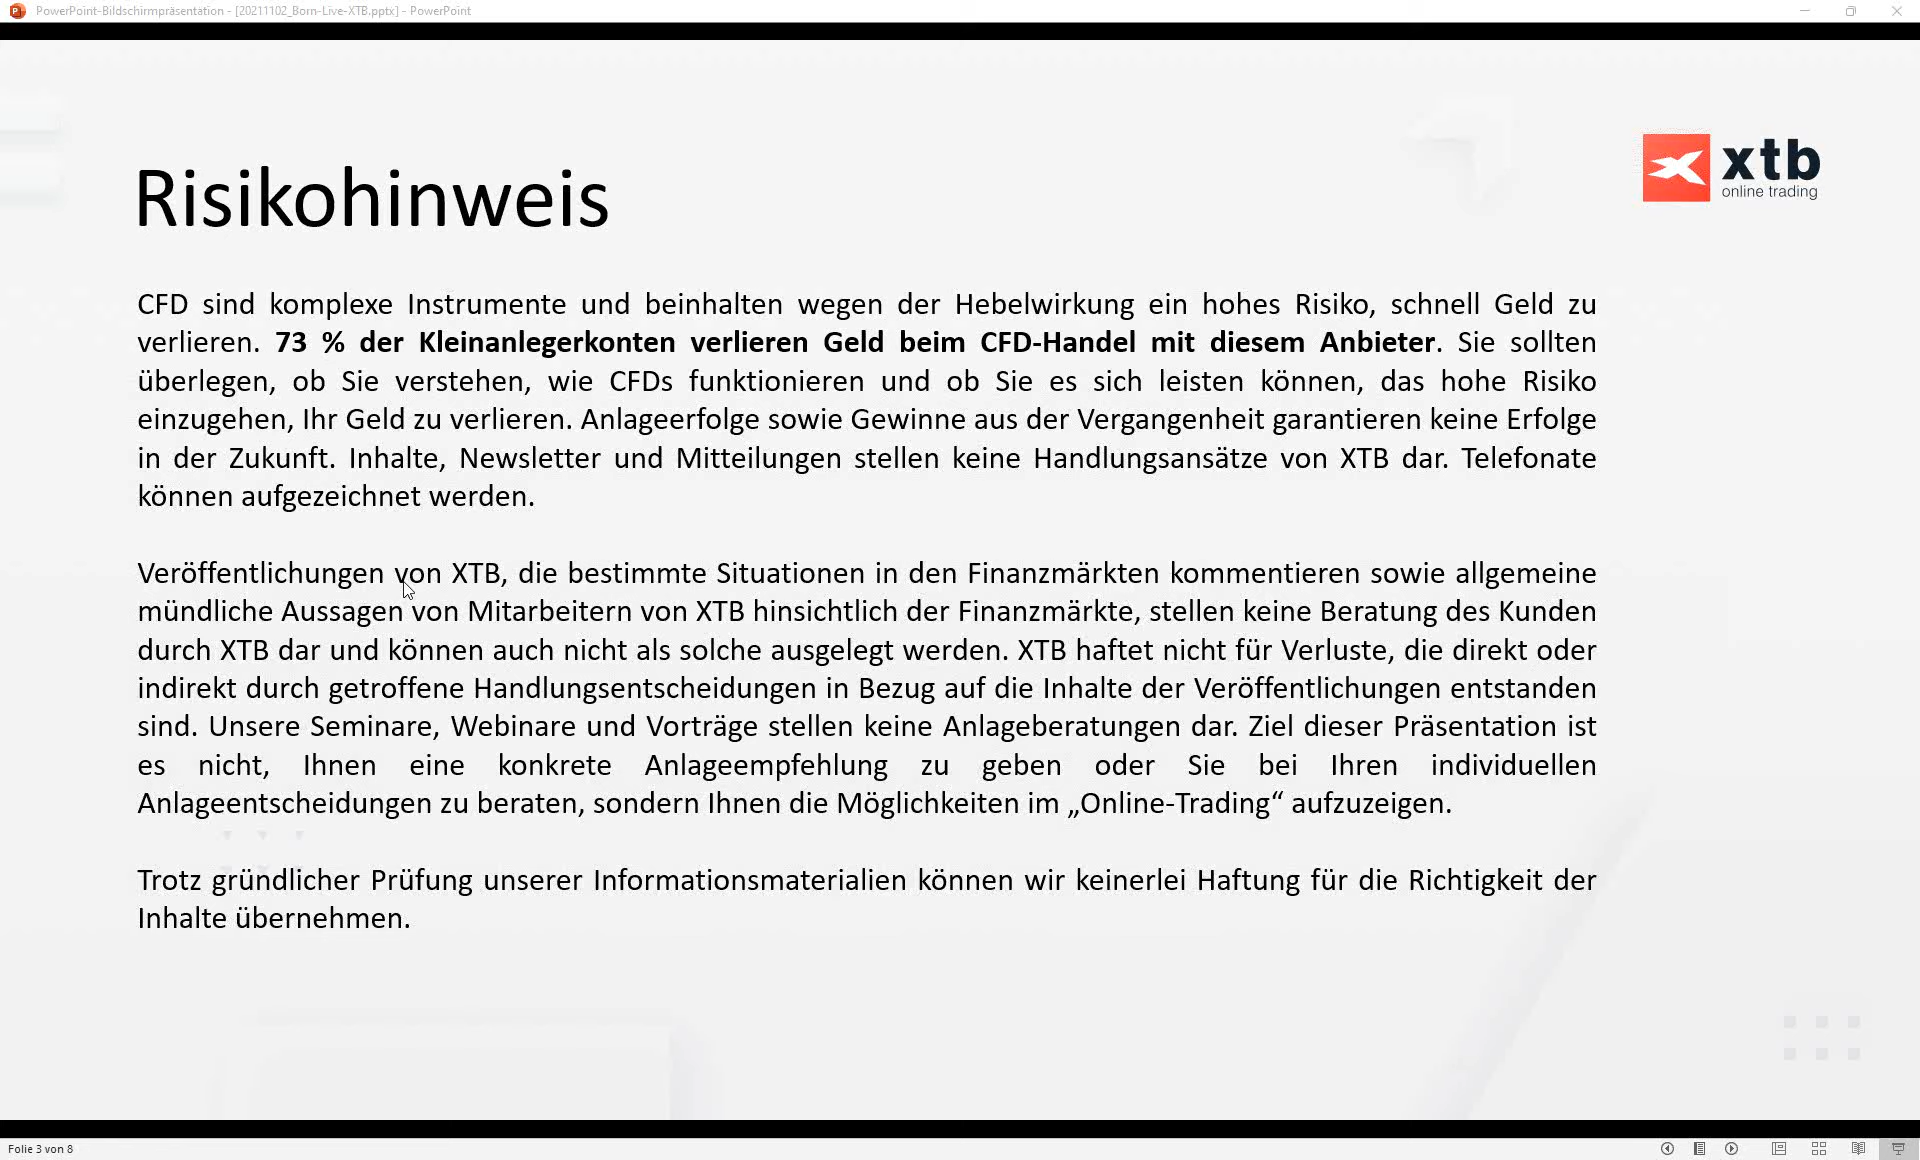 PowerPoint-Bildschirmpräsentation - [20211102_Born-Live-XTB.pptx] - PowerPoint
xtb
online trading
Risikohinweis
CFD sind komplexe Instrumente und beinhalten wegen der Hebelwirkung ein hohes Risiko, schnell Geld zu
verlieren. 73 % der Kleinanlegerkonten verlieren Geld beim CFD-Handel mit diesem Anbieter. Sie sollten
überlegen, ob Sie verstehen, wie CFDs funktionieren und ob Sie es sich leisten können, das hohe Risiko
einzugehen, Ihr Geld zu verlieren. Anlageerfolge sowie Gewinne aus der Vergangenheit garantieren keine Erfolge
in der Zukunft. Inhalte, Newsletter und Mitteilungen stellen keine Handlungsansätze von XTB dar. Telefonate
können aufgezeichnet werden.
Veröffentlichungen von XTB, die bestimmte Situationen in den Finanzmärkten kommentieren sowie allgemeine
mündliche Aussagen von Mitarbeitern von XTB hinsichtlich der Finanzmärkte, stellen keine Beratung des Kunden
durch XTB dar und können auch nicht als solche ausgelegt werden. XTB haftet nicht für Verluste, die direkt oder
indirekt durch getroffene Handlungsentscheidungen in Bezug auf die Inhalte der Veröffentlichungen entstanden
sind. Unsere Seminare, Webinare und Vorträge stellen keine Anlageberatungen dar. Ziel dieser Präsentation ist
es nicht, Ihnen eine konkrete Anlageempfehlung zu geben oder Sie bei Ihren individuellen
Anlageentscheidungen zu beraten, sondern Ihnen die Möglichkeiten im „Online-Trading“ aufzuzeigen.
Trotz gründlicher Prüfung unserer Informationsmaterialien können wir keinerlei Haftung für die Richtigkeit der
Inhalte übernehmen.
Folie 3 von 8